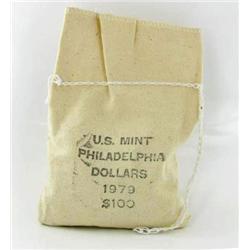 U.S. MINT
PHILADELPHIA
DOLLARS
1979
$100